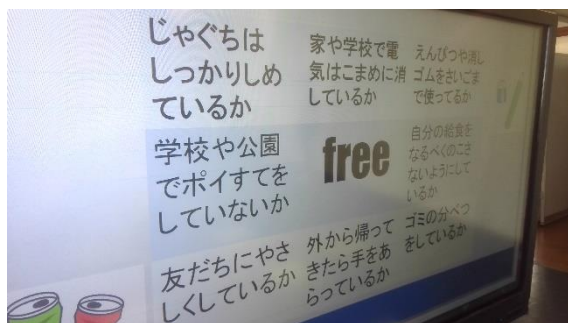 じゃぐちは
しっかりしめ
ているか
家や学校で電
気はこまめに消
しているか
えんぴつや消し
ゴムをさいごま
で使ってるか
学校や公園
でポイすてを
していないか
free
自分の給食を
なるべくのこさ
ないようにして
いるか
友だちにやさ
しくしているか
外から帰って
きたら手をあ
らっているか
ゴミの分べつ
をしているか